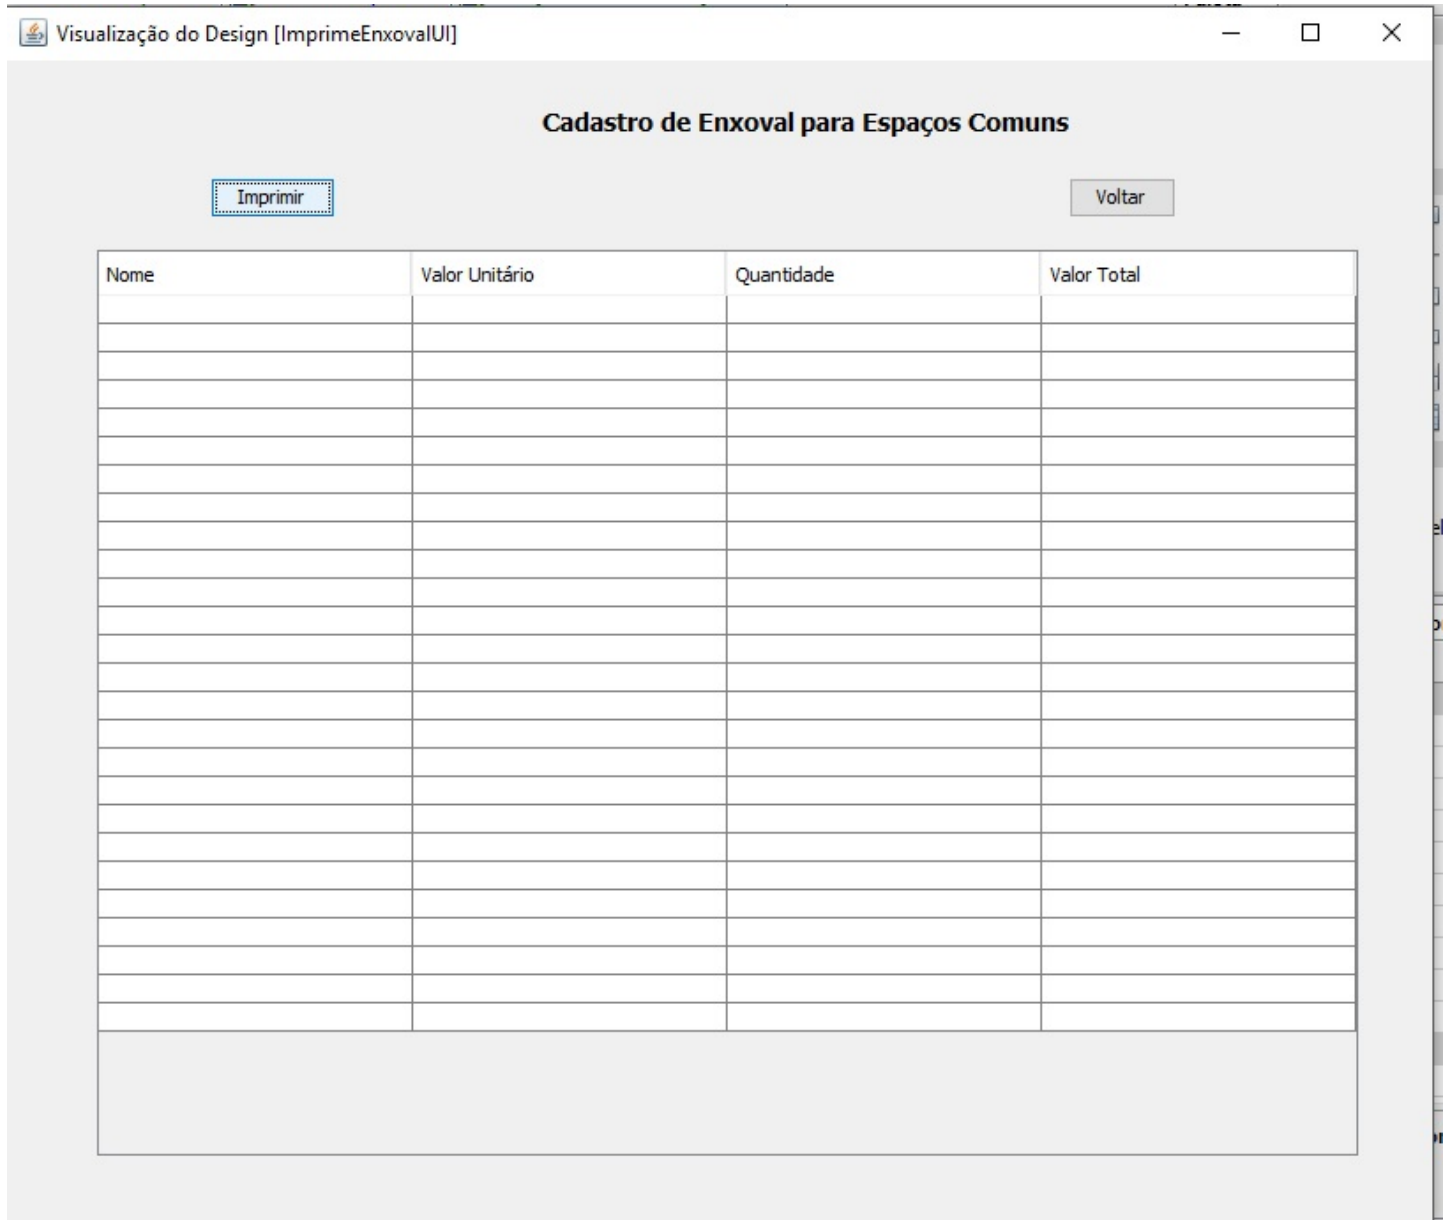 Visualização do Design [ImprimeEnxovalUI]
Cadastro de Enxoval para Espaços Comuns
Imprimir Voltar
Nome Valor Unitário Quantidade Valor Total